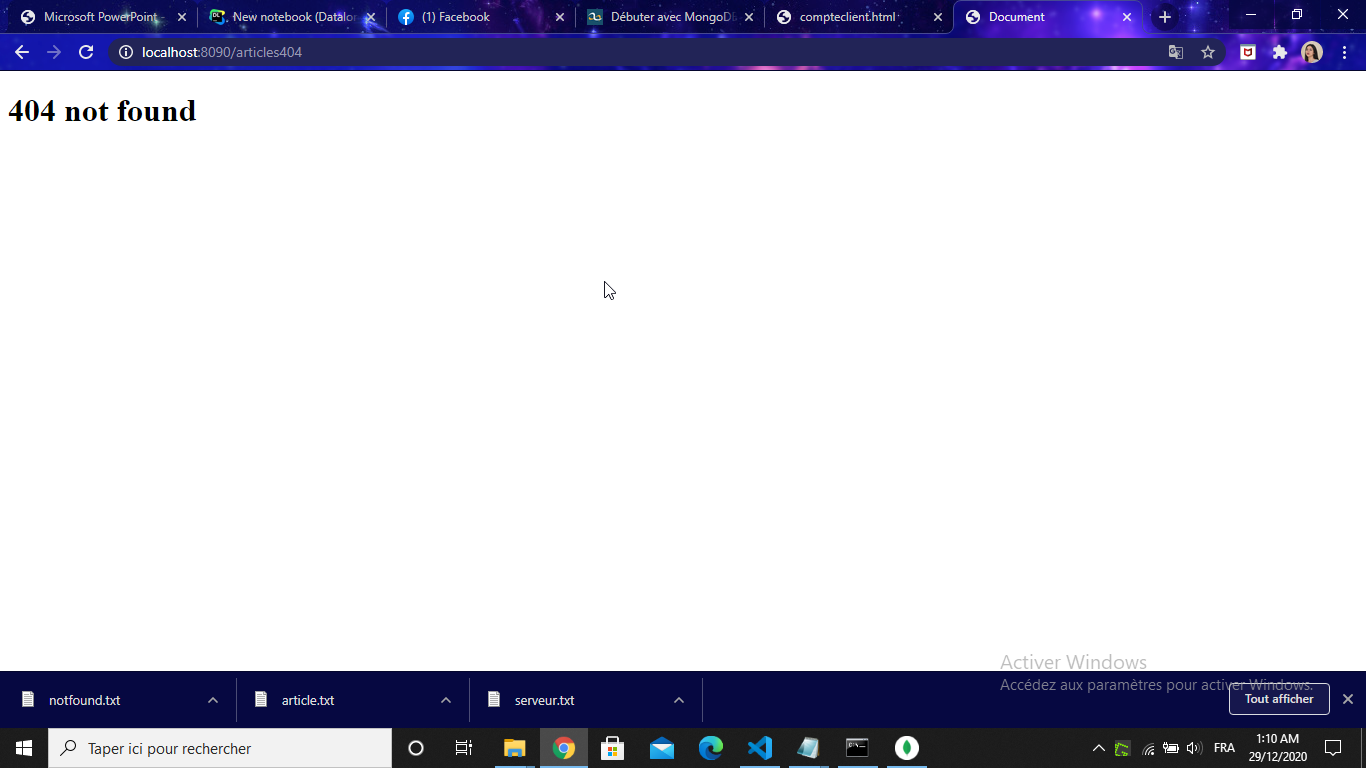 Microsoft PowerPoint -
New notebook (Datalor
(1) Facebook
Débuter avec MongoDB
compteclient.html
Document
localhost:8090/articles404
404 not found
Activer Windows
Accédez aux paramètres pour activer Windows.
notfound.txt
article.txt
serveur.txt
Tout afficher
Taper ici pour rechercher
FRA
1:10 AM
29/12/2020